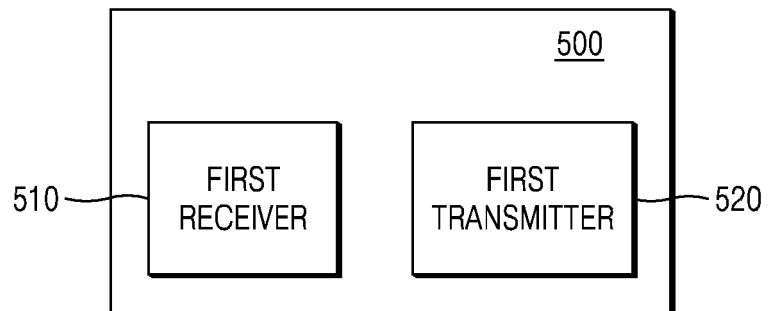 500
510
FIRST
RECEIVER
FIRST
TRANSMITTER
520